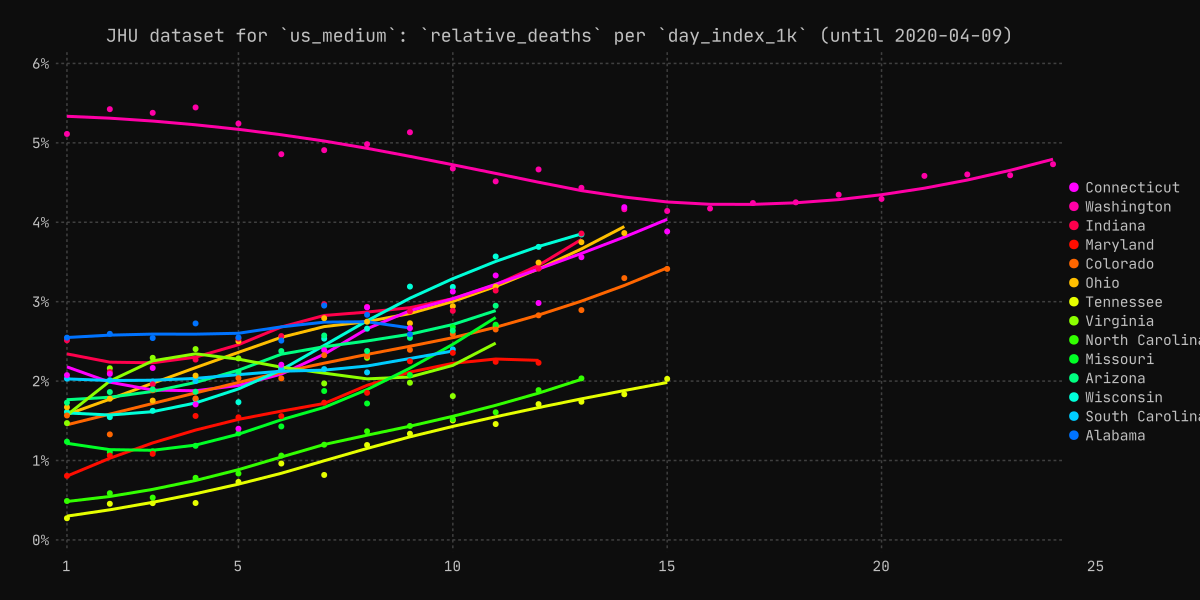 JHU dataset for `us_medium`: `relative_deaths` per `day_index_1k` (until 2020-04-09)
6%
5%
4%
3%
2%
1%
0%
1 5 10 15 20 25
Connecticut
Washington
Indiana
Maryland
Colorado
Ohio
Tennessee
Virginia
North Carolina
Missouri
Arizona
Wisconsin
South Carolina
Alabama